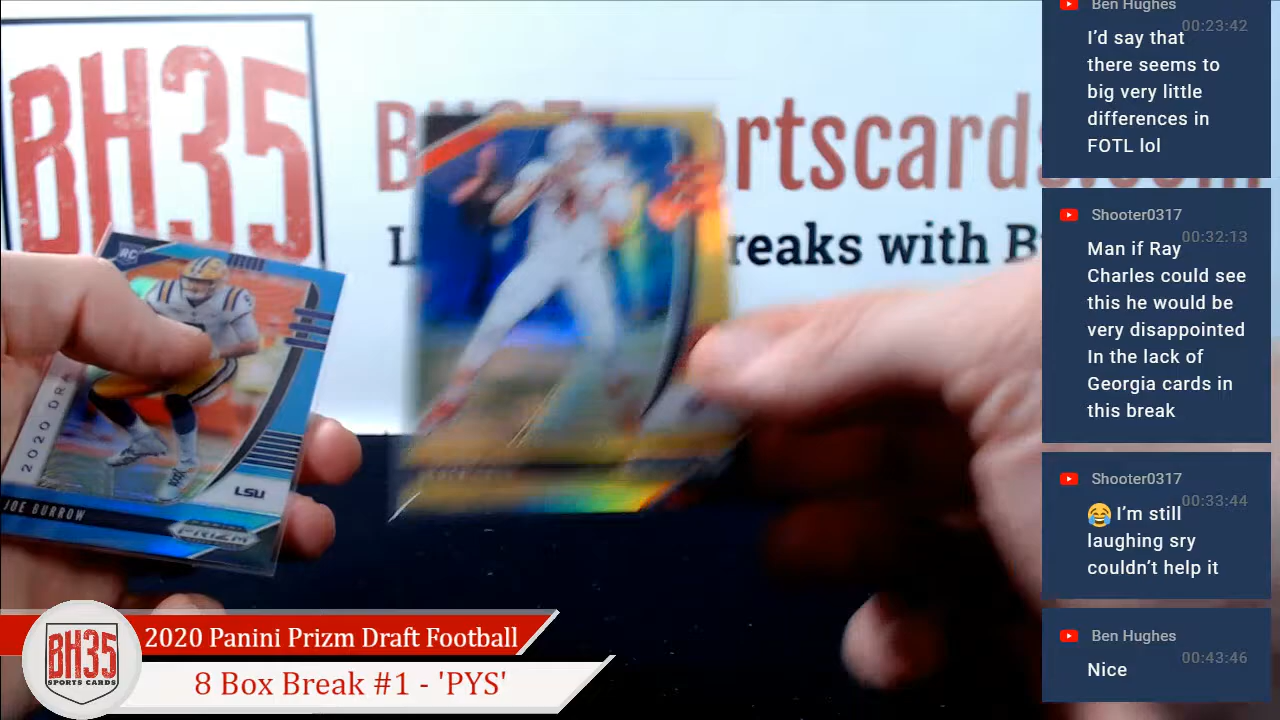 BH35
rtscard
L
reaks with B
RC
2020 DRA
LSU
JOE BURROW
PANINI
PRIZM
BH35
SPORTS CARDS
2020 Panini Prizm Draft Football
8 Box Break #1 - 'PYS'
Ben Hughes
00:23:42
I’d say that
there seems to
big very little
differences in
FOTL lol
Shooter0317
00:32:13
Man if Ray
Charles could see
this he would be
very disappointed
In the lack of
Georgia cards in
this break
Shooter0317
00:33:44
😂 I’m still
laughing sry
couldn’t help it
Ben Hughes
00:43:46
Nice